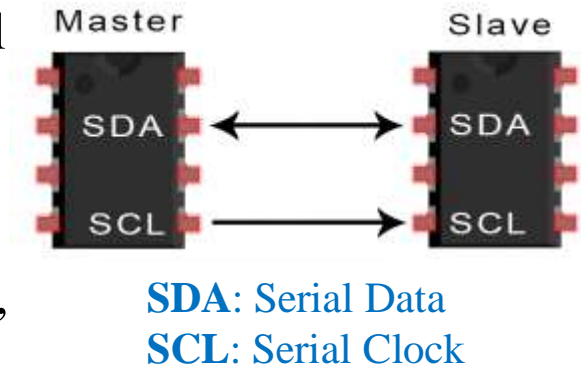 Master Slave
SDA SDA
SCL SCL
,
SDA: Serial Data
SCL: Serial Clock